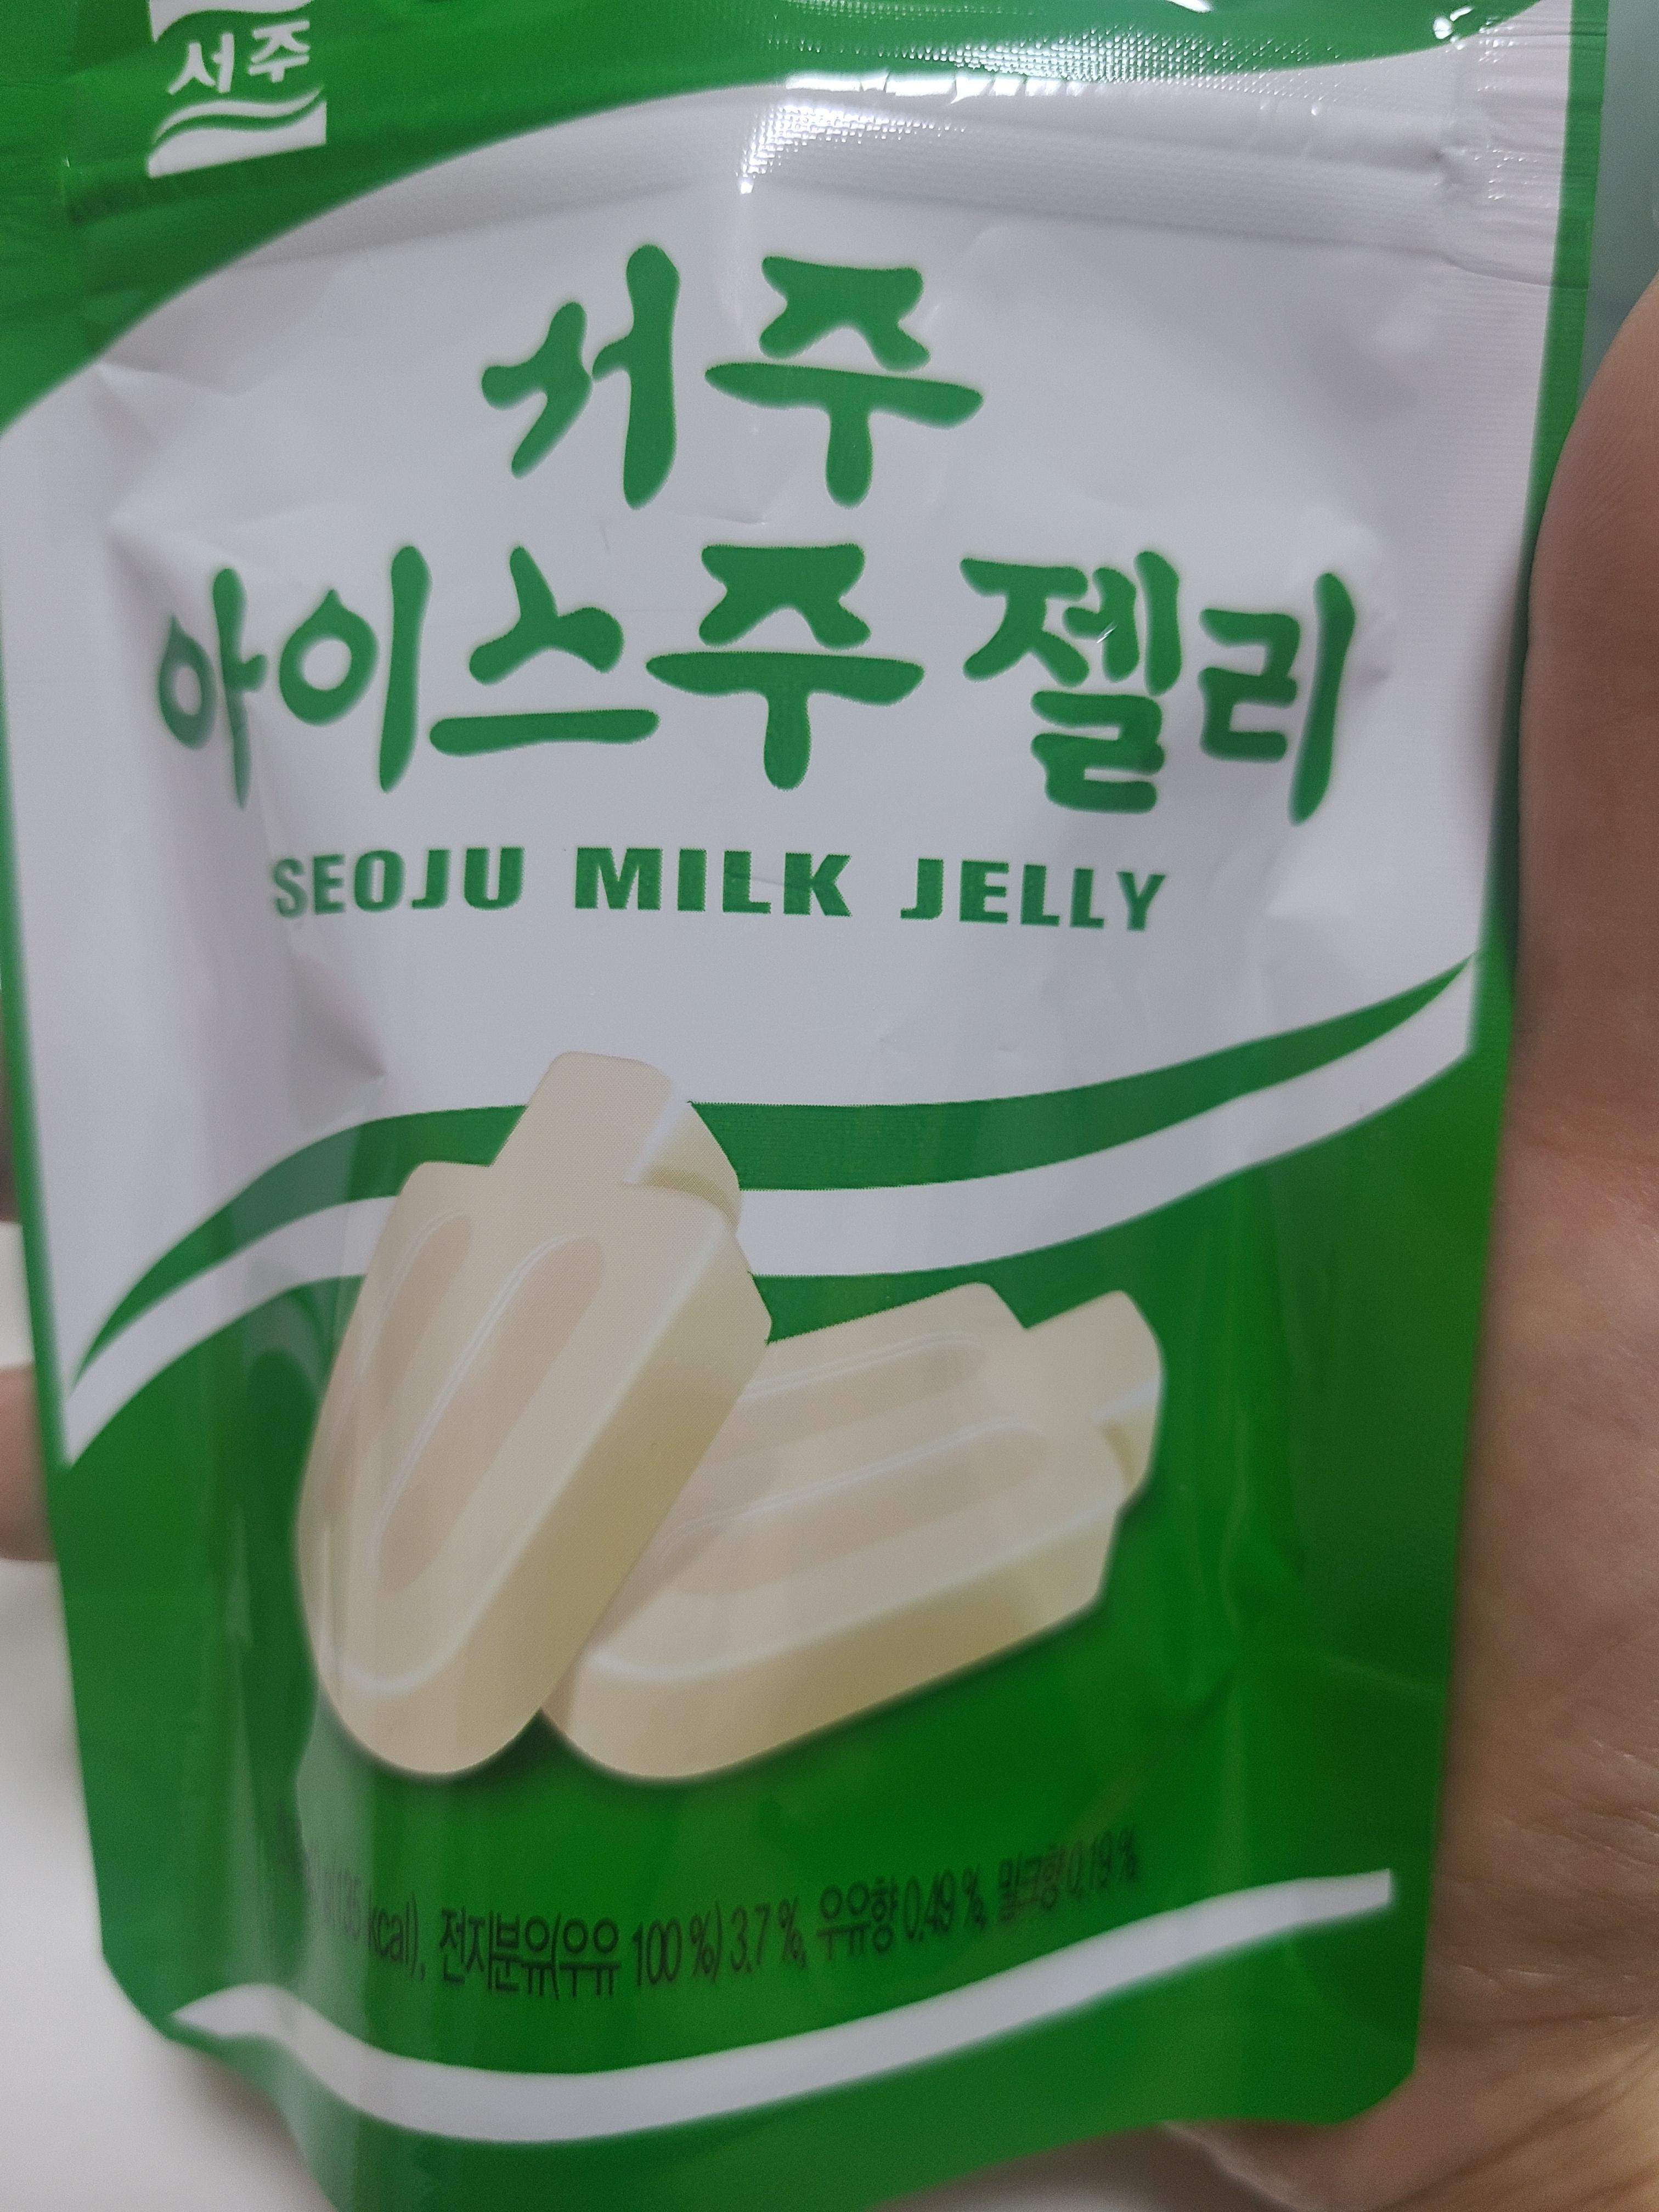 서주
서주
아이스주 젤리
SEOJU MILK JELLY
kcal), 전지분유(우유 100 %) 3.7 %, 우유향 0.49 %, 밀크향 0.19 %